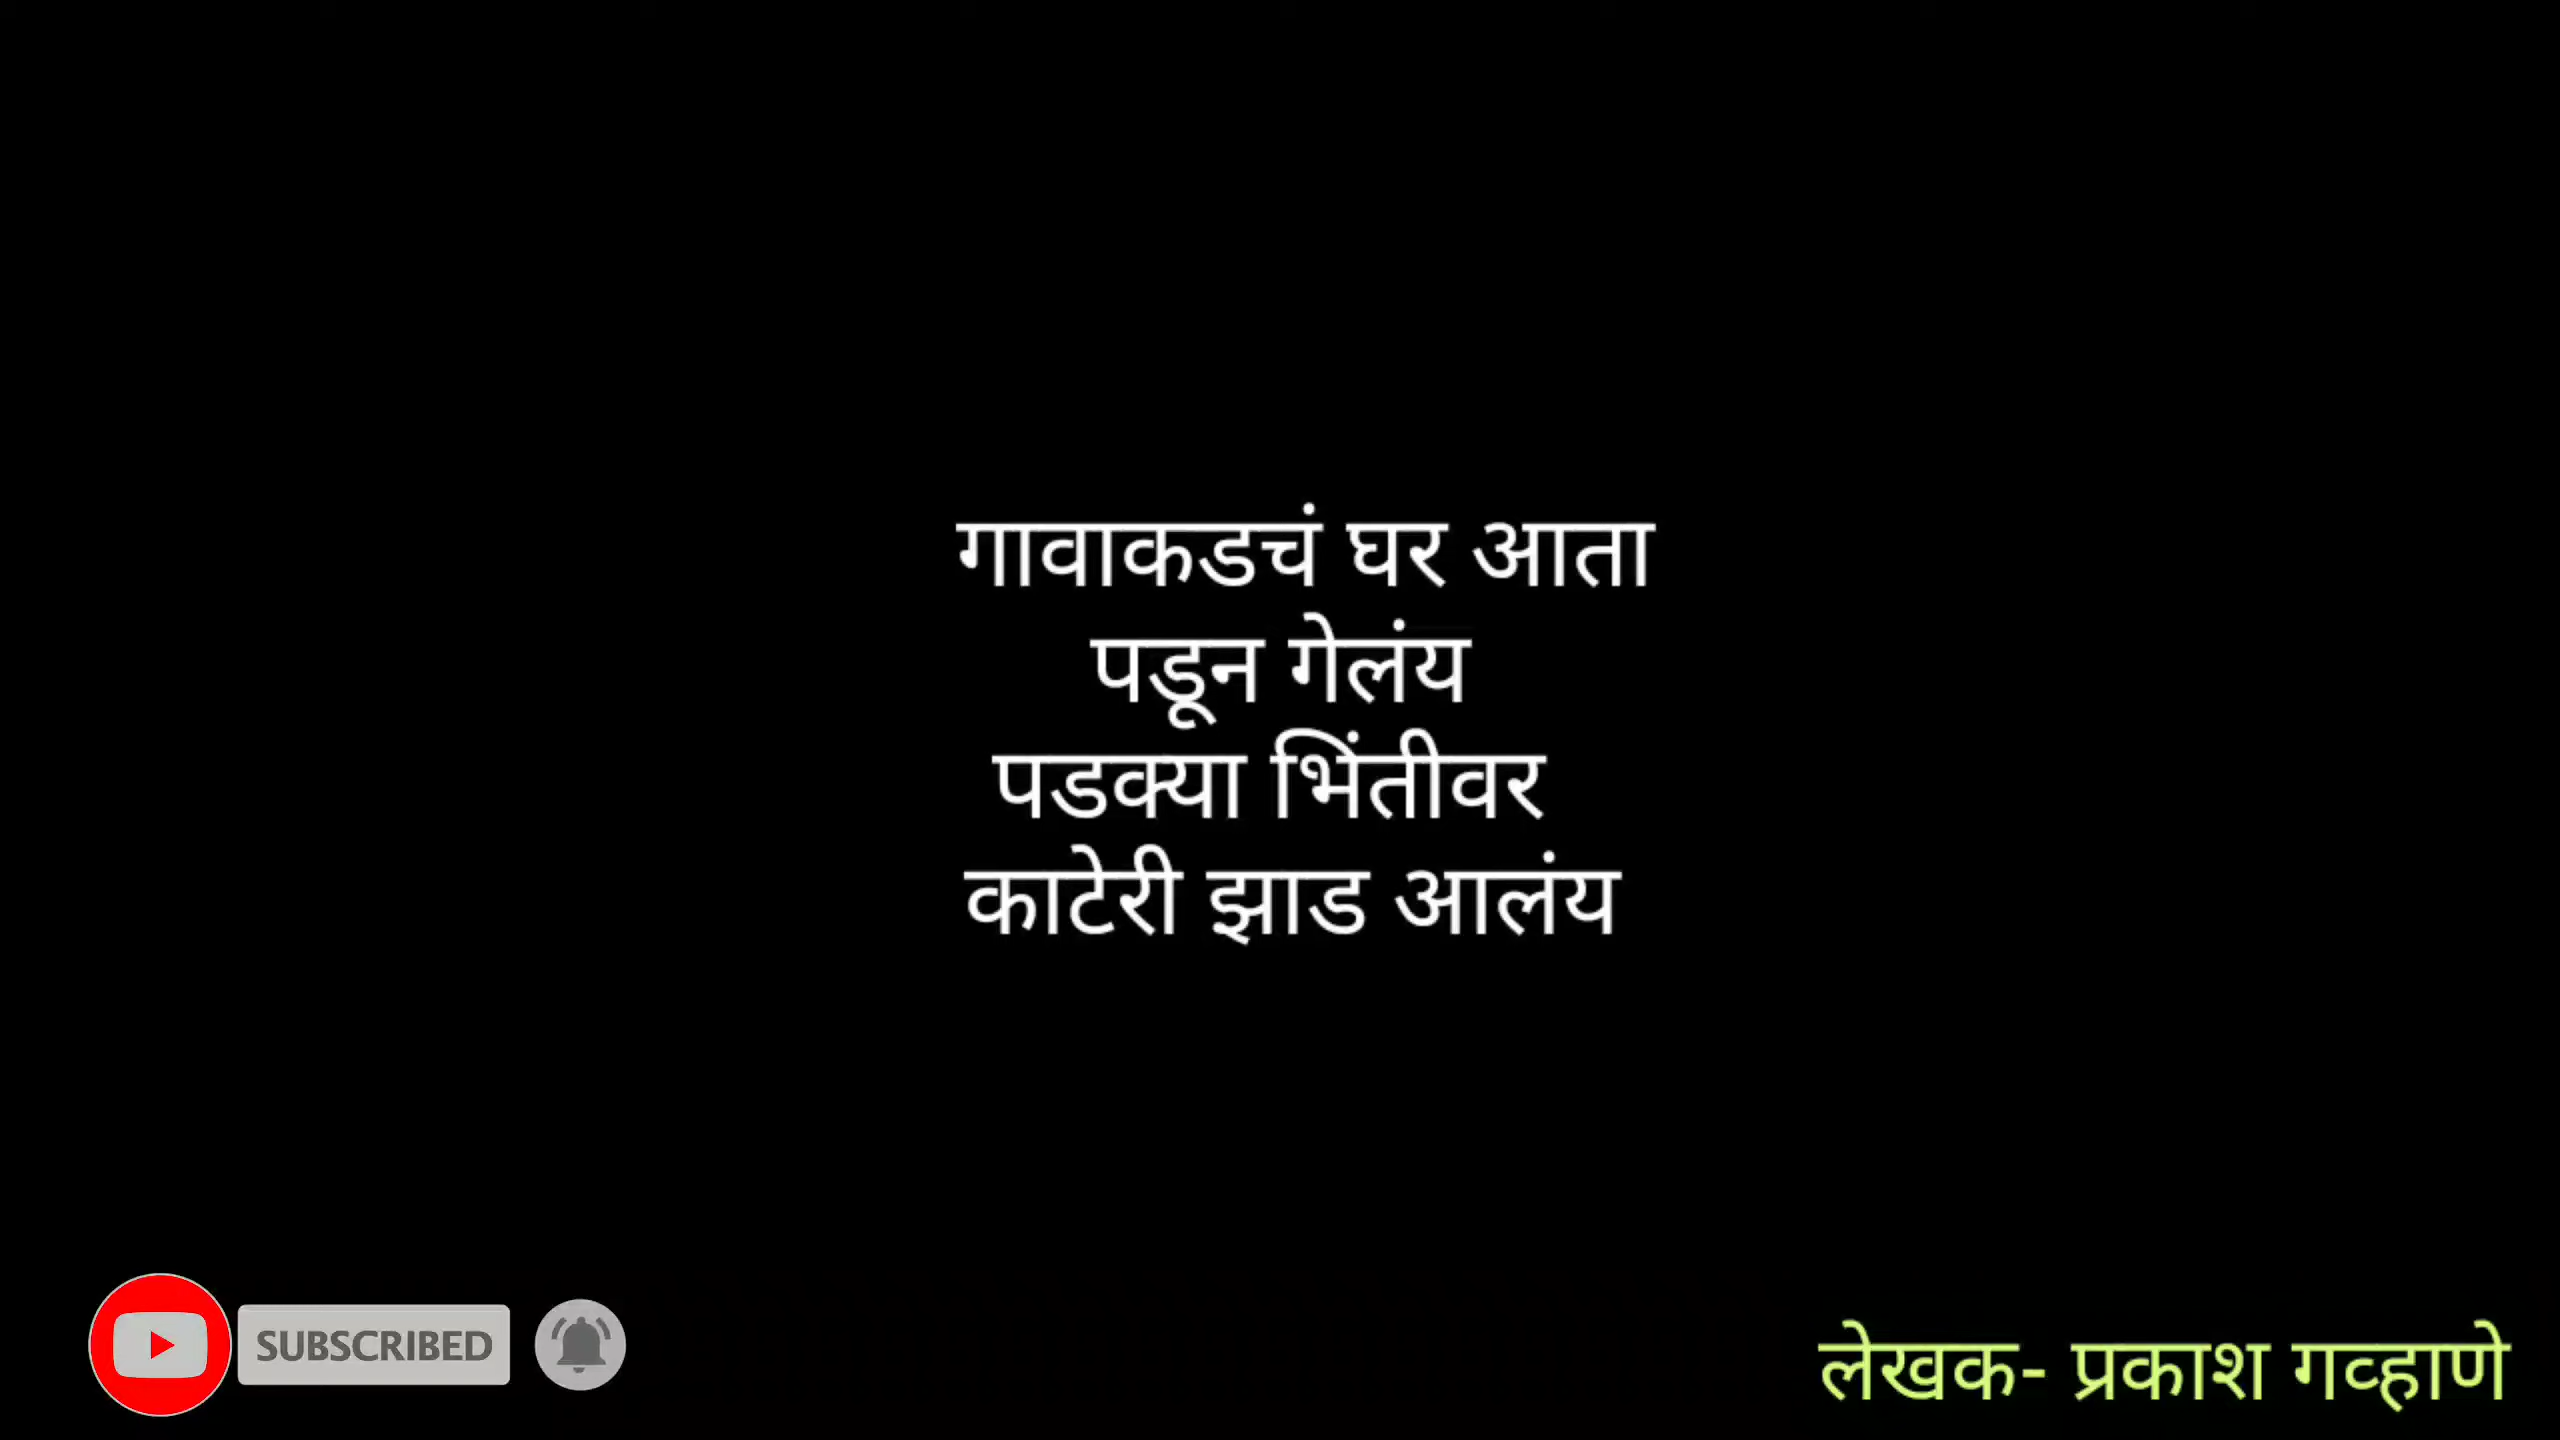 गावाकडचं घर आता
पडून गेलंय
पडक्या भिंतीवर
काटेरी झाड आलंय
SUBSCRIBED
लेखक- प्रकाश गव्हाणे